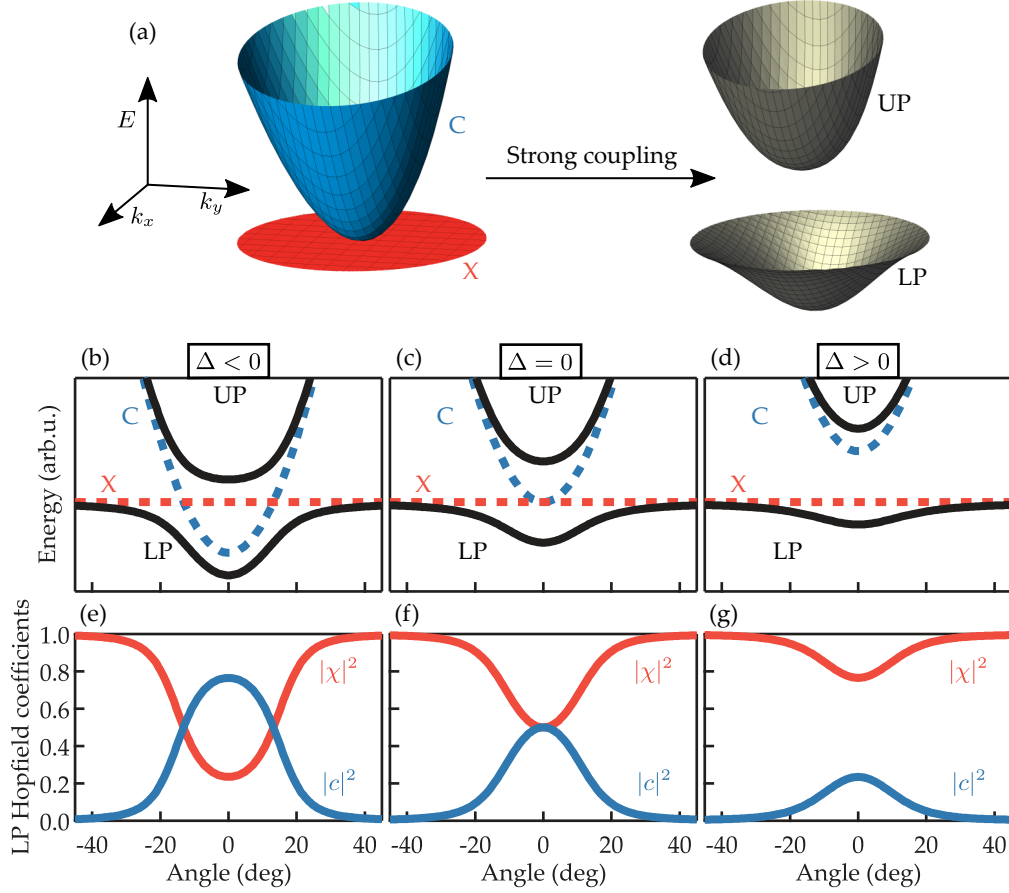 (a)
E
k_x
k_y
C
X
Strong coupling
UP
LP
(b) Δ < 0 (c) Δ = 0 (d) Δ > 0
UP UP UP
C C C
X X X
LP LP LP
Energy (arb.u.)
(e) (f) (g)
LP Hopfield coefficients
1.0
0.8
0.6
0.4
0.2
0.0
|χ|² |χ|² |χ|²
|c|² |c|² |c|²
-40 -20 0 20 40 -40 -20 0 20 40 -40 -20 0 20 40
Angle (deg) Angle (deg) Angle (deg)